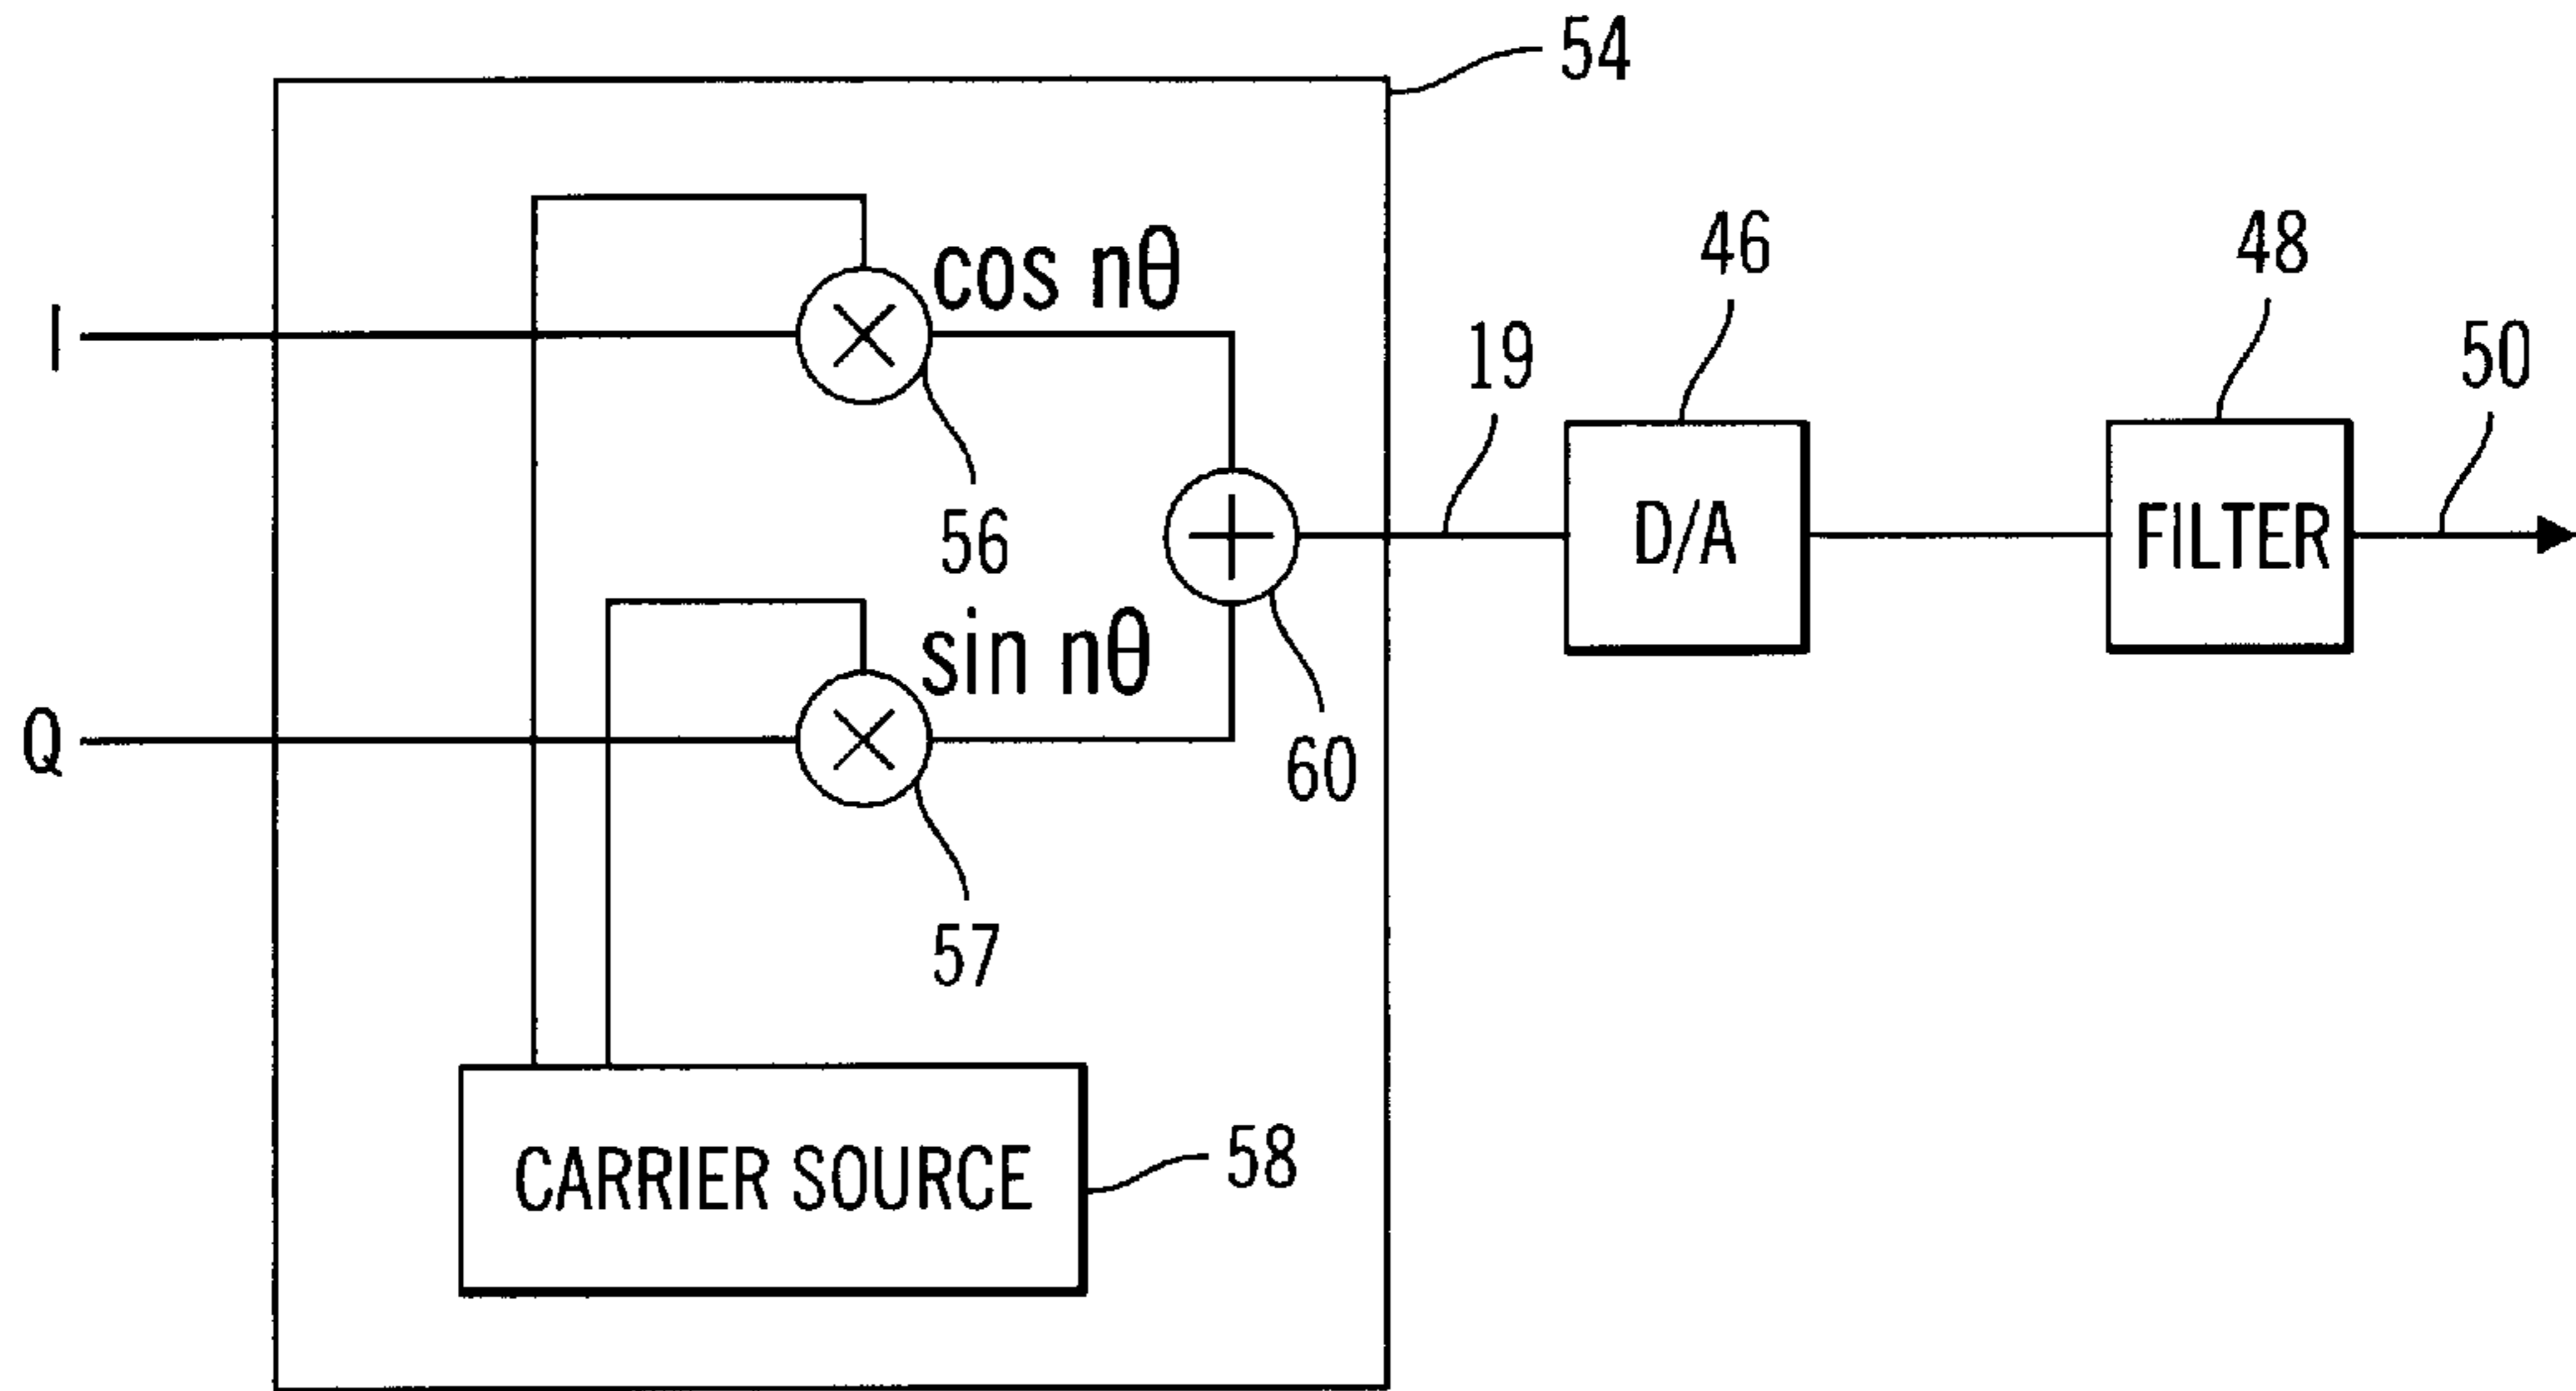 54
46
48
cos nθ
I
19
50
D/A
FILTER
56
sin nθ
Q
60
57
CARRIER SOURCE
58